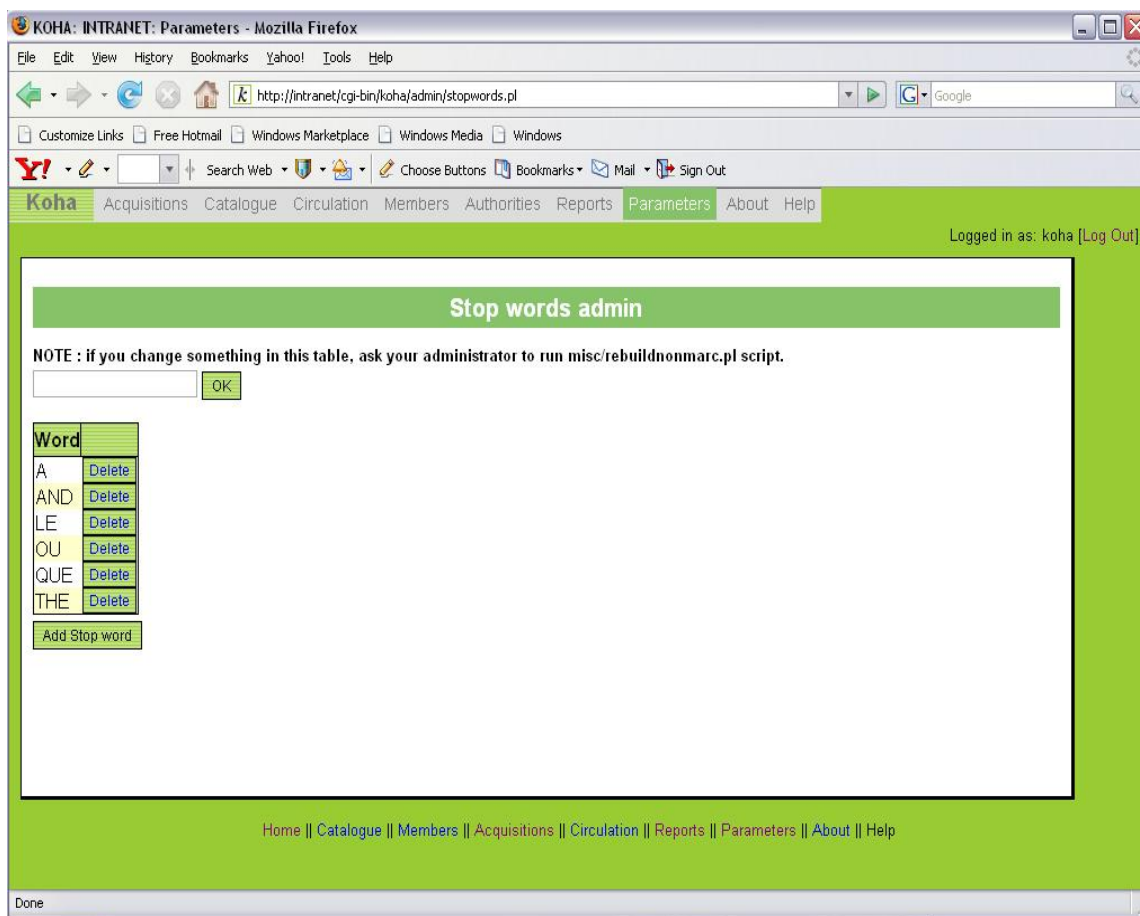 KOHA: INTRANET: Parameters - Mozilla Firefox
File Edit View History Bookmarks Yahoo! Tools Help
k http://intranet/cgi-bin/koha/admin/stopwords.pl G Google
Customize Links Free Hotmail Windows Marketplace Windows Media Windows
Y! Search Web Choose Buttons Bookmarks Mail Sign Out
Koha Acquisitions Catalogue Circulation Members Authorities Reports Parameters About Help
Logged in as: koha [Log Out]
Stop words admin
NOTE : if you change something in this table, ask your administrator to run misc/rebuildnonmarc.pl script.
OK
Word
A Delete
AND Delete
LE Delete
OU Delete
QUE Delete
THE Delete
Add Stop word
Home || Catalogue || Members || Acquisitions || Circulation || Reports || Parameters || About || Help
Done